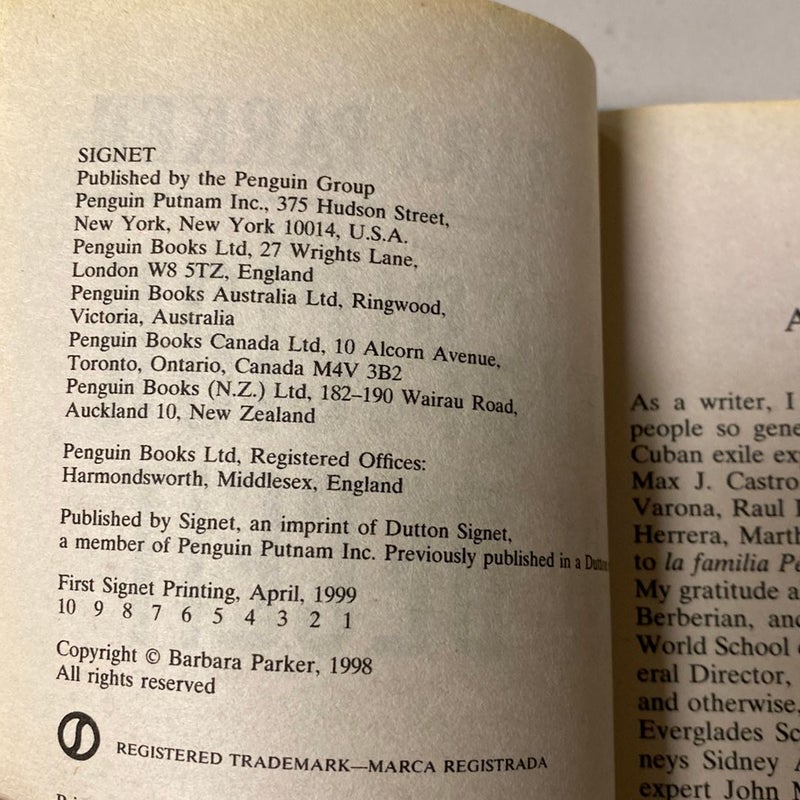 SIGNET
Published by the Penguin Group
Penguin Putnam Inc., 375 Hudson Street,
New York, New York 10014, U.S.A.
Penguin Books Ltd, 27 Wrights Lane,
London W8 5TZ, England
Penguin Books Australia Ltd, Ringwood,
Victoria, Australia
Penguin Books Canada Ltd, 10 Alcorn Avenue,
Toronto, Ontario, Canada M4V 3B2
Penguin Books (N.Z.) Ltd, 182–190 Wairau Road,
Auckland 10, New Zealand
Penguin Books Ltd, Registered Offices:
Harmondsworth, Middlesex, England
Published by Signet, an imprint of Dutton Signet,
a member of Penguin Putnam Inc. Previously published in a
First Signet Printing, April, 1999
10 9 8 7 6 5 4 3 2 1
Copyright © Barbara Parker, 1998
All rights reserved
REGISTERED TRADEMARK—MARCA REGISTRADA
As a writer, I
people so
Cuban exile
Max J. Castro
Varona, Raul
Herrera,
to la familia
My gratitude
Berberian,
World School
eral Director,
and otherwise,
Everglades
neys Sidney
expert John